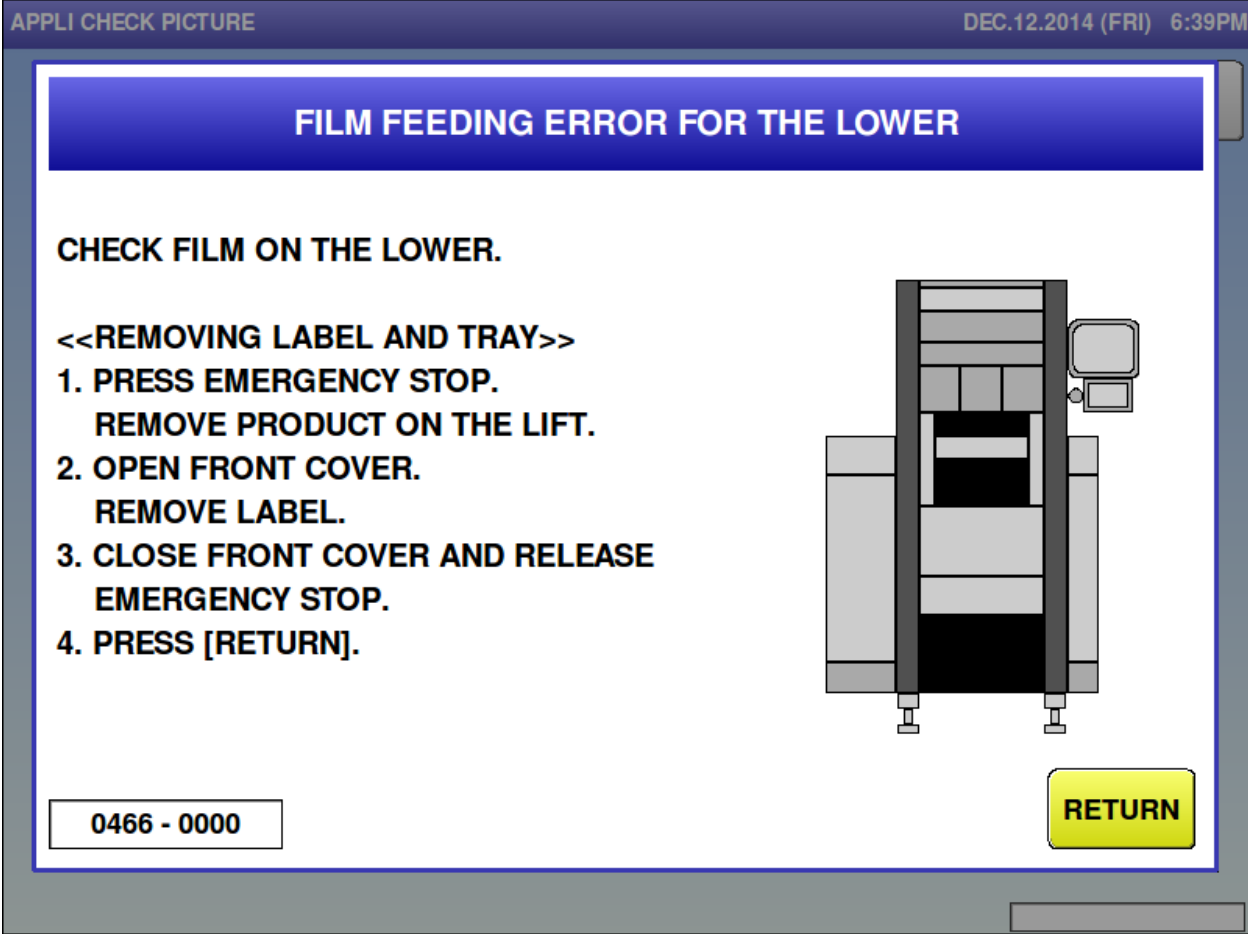 APPLI CHECK PICTURE
DEC.12.2014 (FRI) 6:39PM
FILM FEEDING ERROR FOR THE LOWER
CHECK FILM ON THE LOWER.
<<REMOVING LABEL AND TRAY>>
1. PRESS EMERGENCY STOP.
REMOVE PRODUCT ON THE LIFT.
2. OPEN FRONT COVER.
REMOVE LABEL.
3. CLOSE FRONT COVER AND RELEASE
EMERGENCY STOP.
4. PRESS [RETURN].
0466 - 0000
RETURN